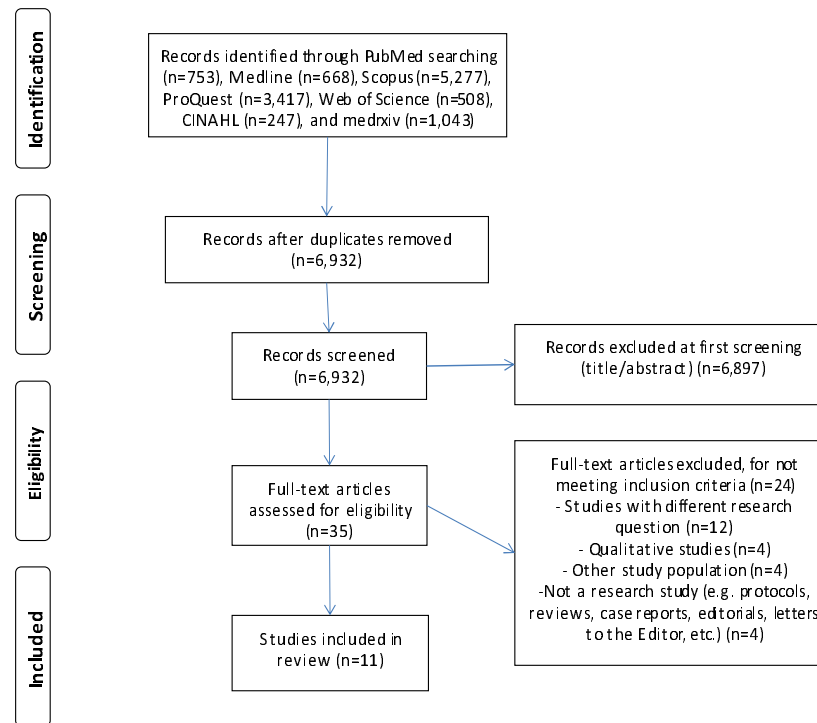 Identification
Records identified through PubMed searching
(n=753), Medline (n=668), Scopus (n=5,277),
ProQuest (n=3,417), Web of Science (n=508),
CINAHL (n=247), and medrxiv (n=1,043)
Screening
Records after duplicates removed
(n=6,932)
Records screened
(n=6,932)
Records excluded at first screening
(title/abstract) (n=6,897)
Eligibility
Full-text articles
assessed for eligibility
(n=35)
Full-text articles excluded, for not
meeting inclusion criteria (n=24)
- Studies with different research
question (n=12)
- Qualitative studies (n=4)
- Other study population (n=4)
-Not a research study (e.g. protocols,
reviews, case reports, editorials, letters
to the Editor, etc.) (n=4)
Included
Studies included in
review (n=11)